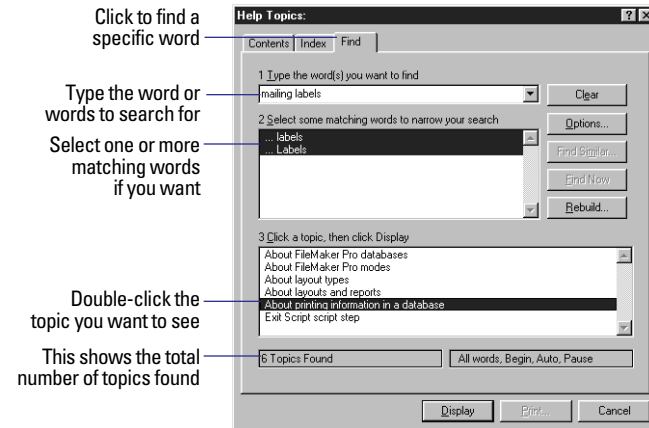 Click to find a
specific word
Type the word or
words to search for
Select one or more
matching words
if you want
Double-click the
topic you want to see
This shows the total
number of topics found
Help Topics:
Contents Index Find
1 Type the word(s) you want to find
mailing labels
Clear
2 Select some matching words to narrow your search
... labels
... Labels
Options...
Find Similar...
Find Now
Rebuild...
3 Click a topic, then click Display
About FileMaker Pro databases
About FileMaker Pro modes
About layout types
About layouts and reports
About printing information in a database
Exit Script script step
6 Topics Found
All words, Begin, Auto, Pause
Display Print... Cancel